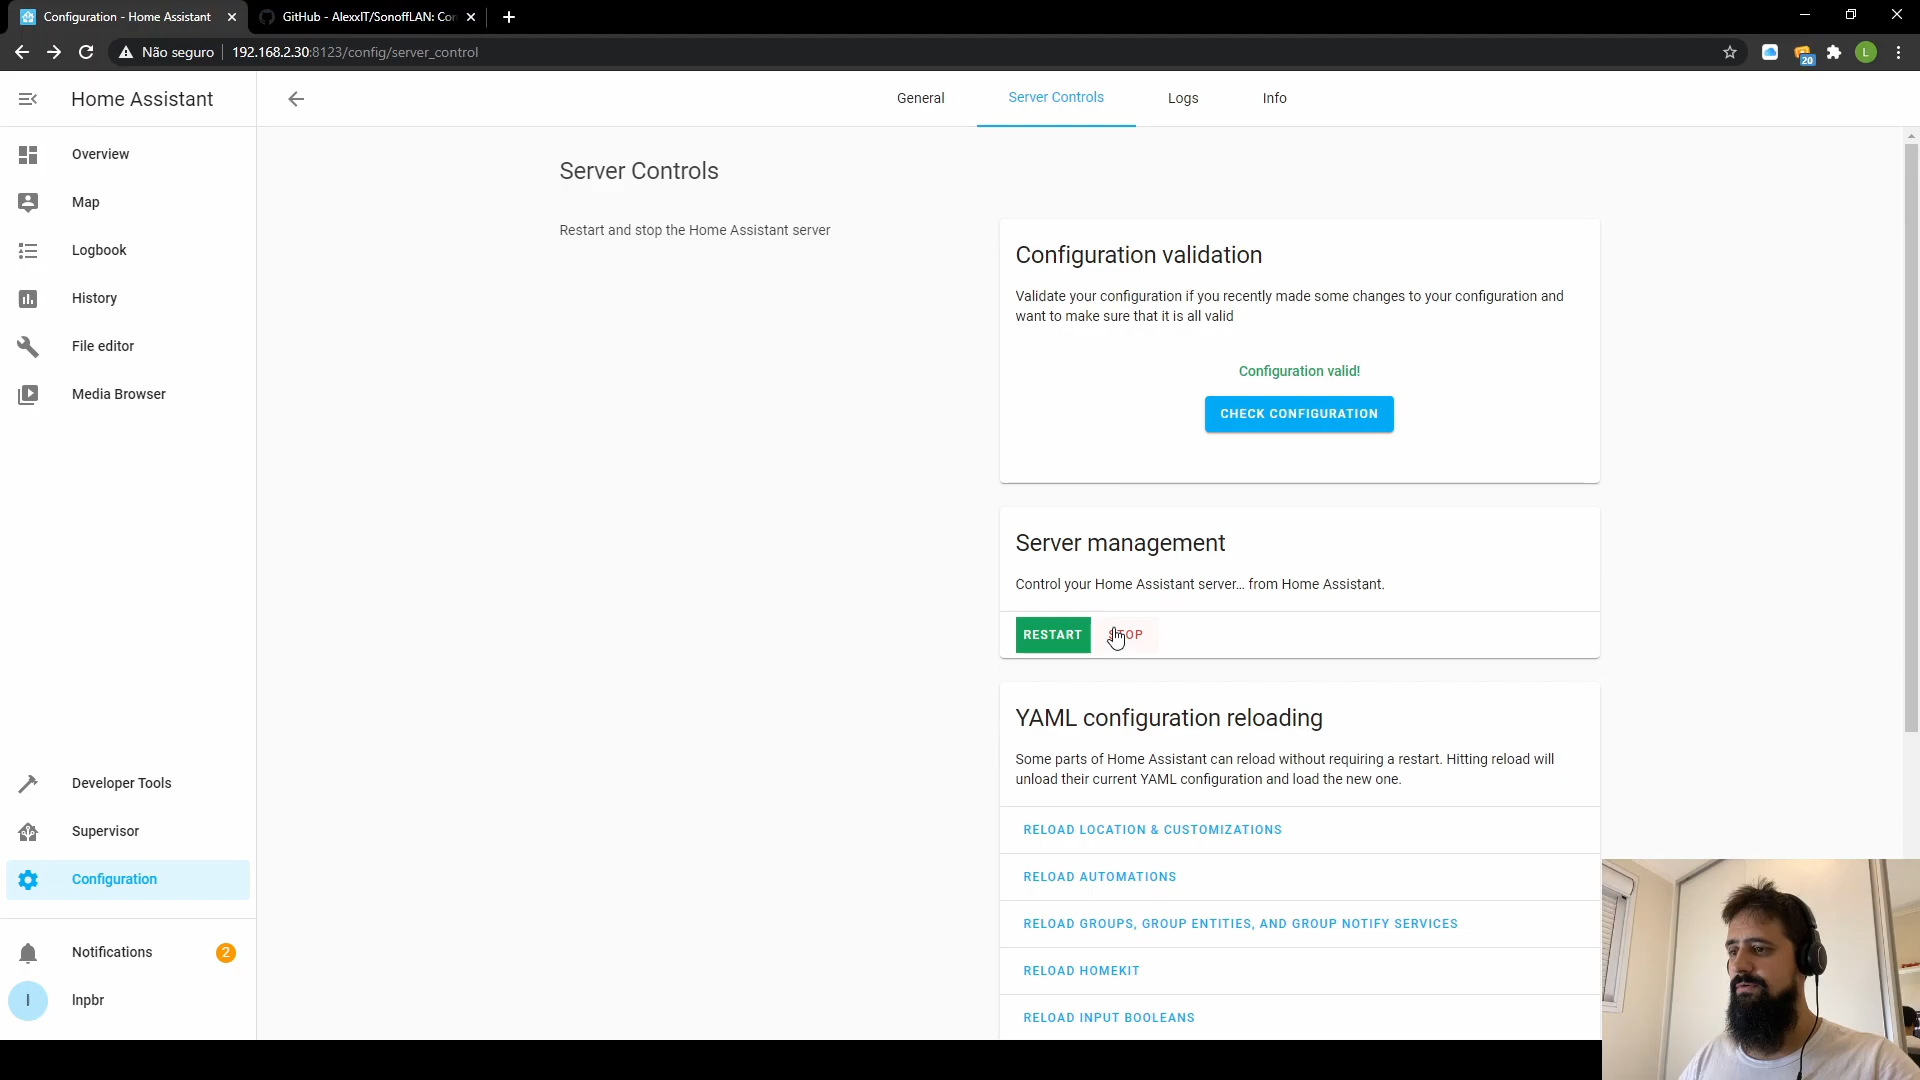 Configuration - Home Assistant
GitHub - AlexxIT/SonoffLAN: Con
Não seguro
192.168.2.30:8123/config/server_control
20
L
Home Assistant
General
Server Controls
Logs
Info
Overview
Map
Logbook
History
File editor
Media Browser
Developer Tools
Supervisor
Configuration
Notifications
2
l
lnpbr
Server Controls
Restart and stop the Home Assistant server
Configuration validation
Validate your configuration if you recently made some changes to your configuration and
want to make sure that it is all valid
Configuration valid!
CHECK CONFIGURATION
Server management
Control your Home Assistant server... from Home Assistant.
RESTART
STOP
YAML configuration reloading
Some parts of Home Assistant can reload without requiring a restart. Hitting reload will
unload their current YAML configuration and load the new one.
RELOAD LOCATION & CUSTOMIZATIONS
RELOAD AUTOMATIONS
RELOAD GROUPS, GROUP ENTITIES, AND GROUP NOTIFY SERVICES
RELOAD HOMEKIT
RELOAD INPUT BOOLEANS